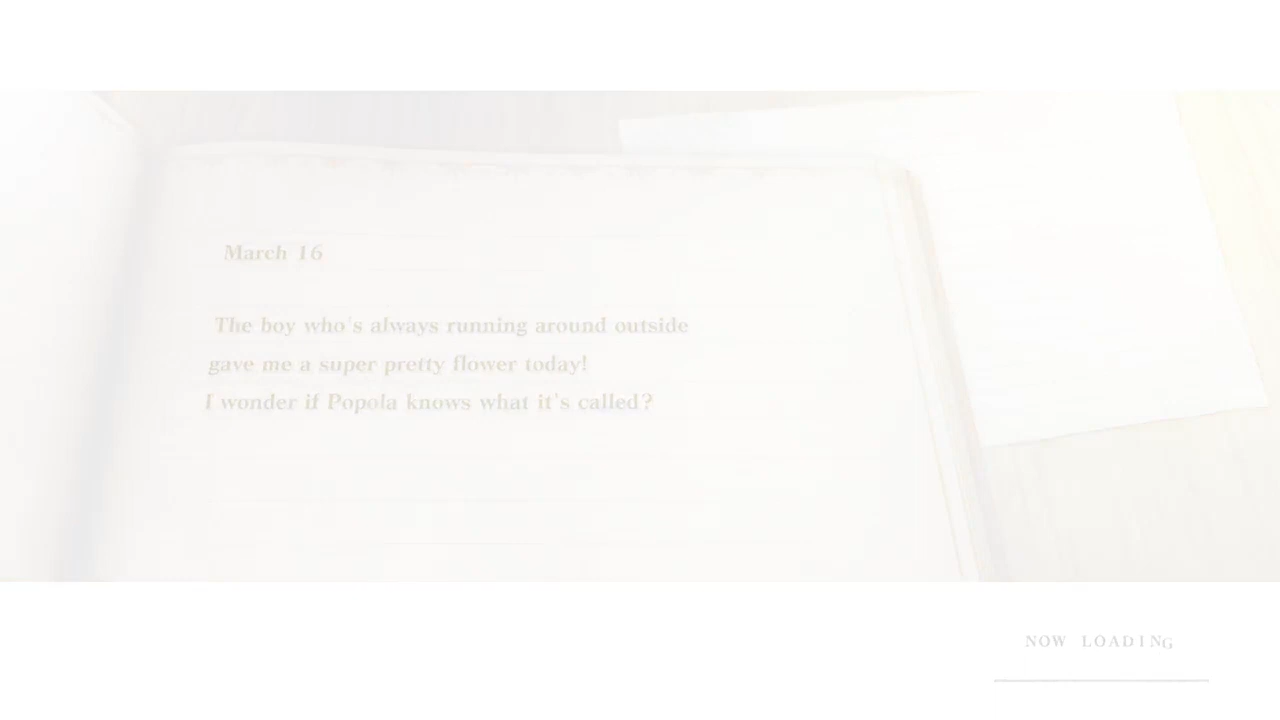 March 16
The boy who's always running around outside
gave me a super pretty flower today!
I wonder if Popola knows what it's called?
NOW LOADING